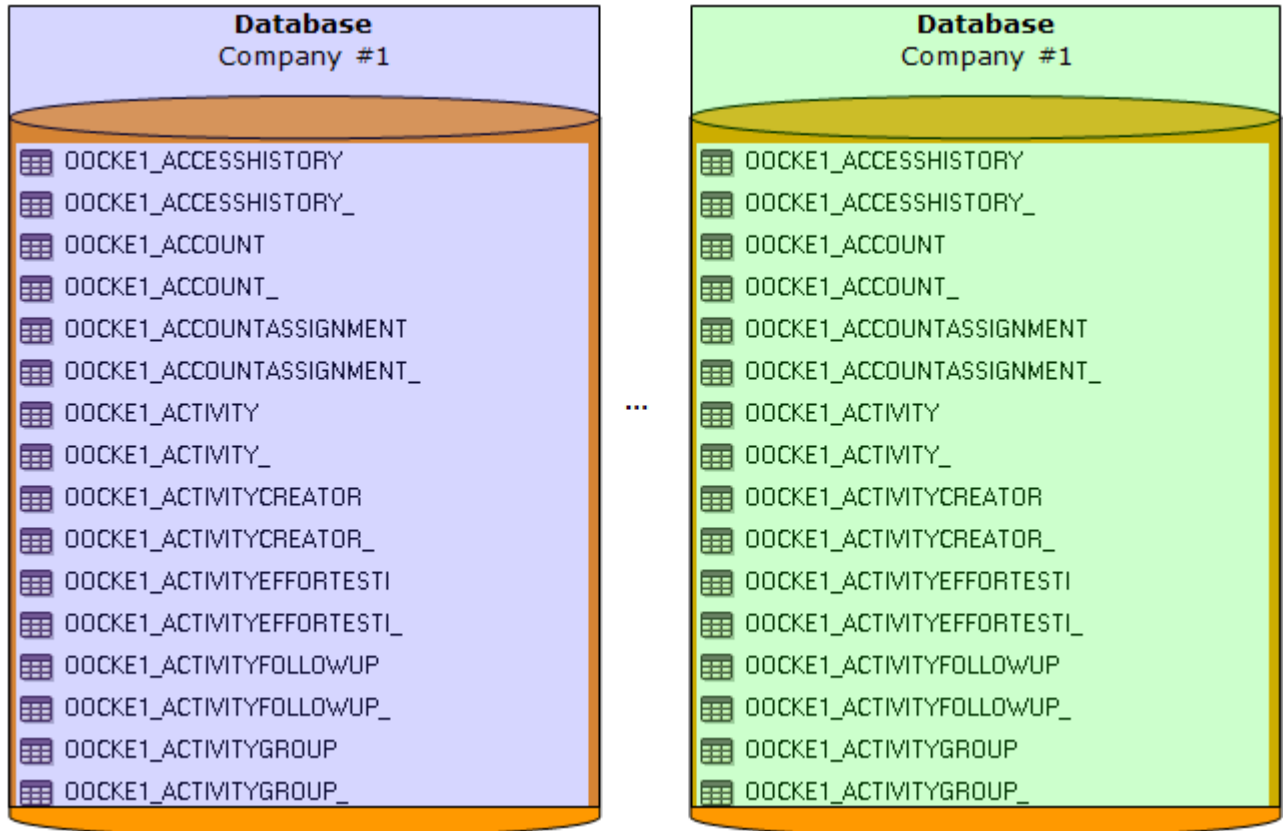 Database
Company #1
OOCKE1_ACCESSHISTORY
OOCKE1_ACCESSHISTORY_
OOCKE1_ACCOUNT
OOCKE1_ACCOUNT_
OOCKE1_ACCOUNTASSIGNMENT
OOCKE1_ACCOUNTASSIGNMENT_
OOCKE1_ACTIVITY
OOCKE1_ACTIVITY_
OOCKE1_ACTIVITYCREATOR
OOCKE1_ACTIVITYCREATOR_
OOCKE1_ACTIVITYEFFORTESTI
OOCKE1_ACTIVITYEFFORTESTI_
OOCKE1_ACTIVITYFOLLOWUP
OOCKE1_ACTIVITYFOLLOWUP_
OOCKE1_ACTIVITYGROUP
OOCKE1_ACTIVITYGROUP_
...
Database
Company #1
OOCKE1_ACCESSHISTORY
OOCKE1_ACCESSHISTORY_
OOCKE1_ACCOUNT
OOCKE1_ACCOUNT_
OOCKE1_ACCOUNTASSIGNMENT
OOCKE1_ACCOUNTASSIGNMENT_
OOCKE1_ACTIVITY
OOCKE1_ACTIVITY_
OOCKE1_ACTIVITYCREATOR
OOCKE1_ACTIVITYCREATOR_
OOCKE1_ACTIVITYEFFORTESTI
OOCKE1_ACTIVITYEFFORTESTI_
OOCKE1_ACTIVITYFOLLOWUP
OOCKE1_ACTIVITYFOLLOWUP_
OOCKE1_ACTIVITYGROUP
OOCKE1_ACTIVITYGROUP_